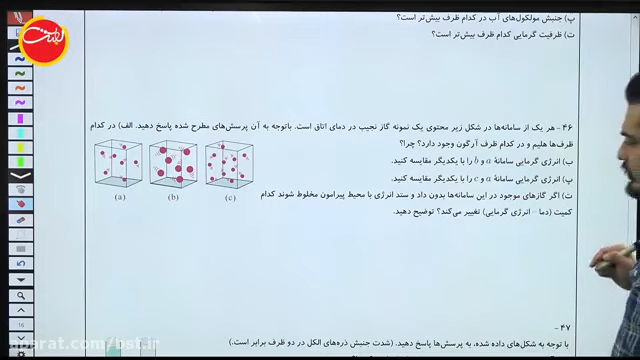 پ) جنبش مولکول‌های آب در کدام ظرف بیش‌تر است؟
ت) ظرفیت گرمایی کدام ظرف بیش‌تر است؟
۴۶- هر یک از سامانه‌ها در شکل زیر محتوی یک نمونه گاز نجیب در دمای اتاق است. باتوجه به آن پرسش‌های مطرح شده پاسخ دهید. الف) در کدام
ظرف‌ها هلیم و در کدام ظرف آرگون وجود دارد؟ چرا؟
ب) انرژی گرمایی سامانهٔ a و b را با یکدیگر مقایسه کنید.
پ) انرژی گرمایی سامانهٔ a و c را با یکدیگر مقایسه کنید.
ت) اگر گازهای موجود در این سامانه‌ها بدون داد و ستد انرژی با محیط پیرامون مخلوط شوند کدام
کمیت (دما – انرژی گرمایی) تغییر می‌کند؟ توضیح دهید.
(a) (b) (c)
۴۷-
با توجه به شکل‌های داده شده، به پرسش‌ها پاسخ دهید. (شدت جنبش ذره‌های الکل در دو ظرف برابر است.)
16
aparat.com/bst.ir